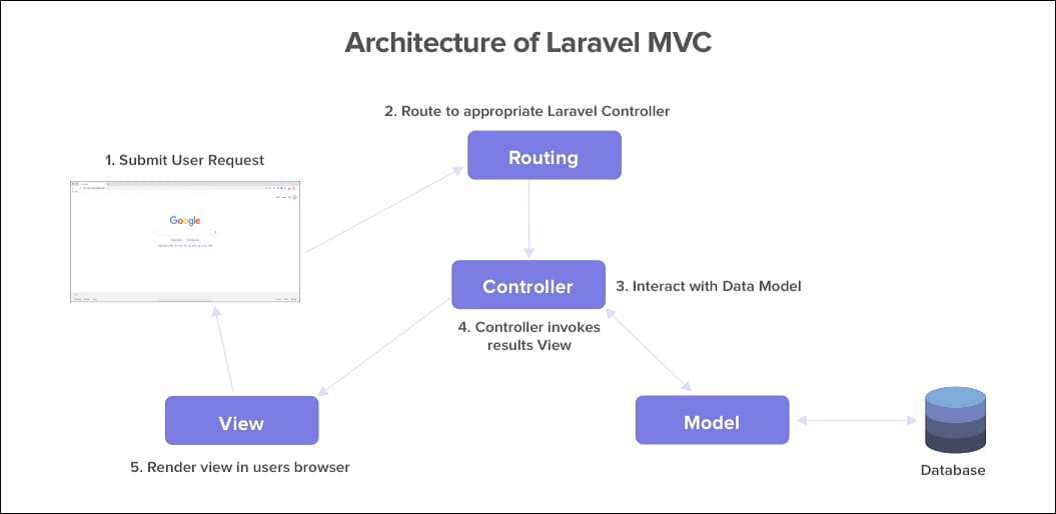 Architecture of Laravel MVC
2. Route to appropriate Laravel Controller
Routing
1. Submit User Request
Google
Controller
3. Interact with Data Model
4. Controller invokes
results View
View
5. Render view in users browser
Model
Database